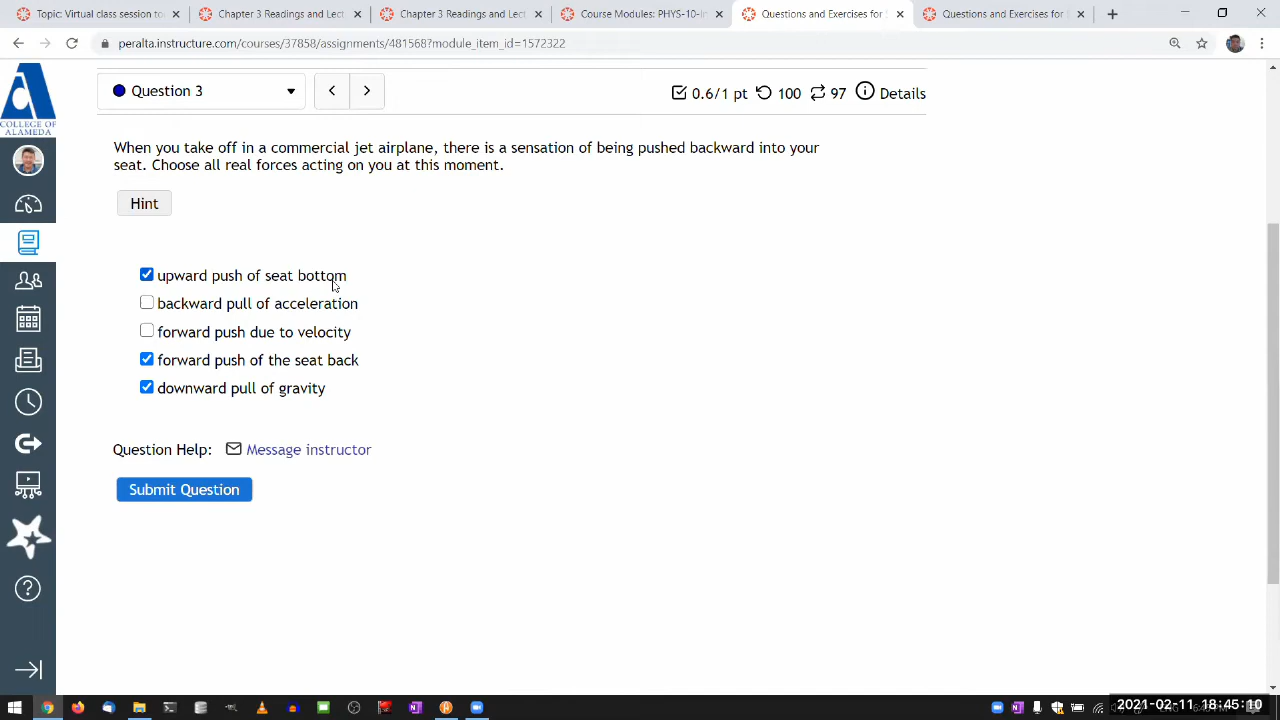 Topic: Virtual class session to
Chapter 3 Readings and Lect
Chapter 3 Readings and Lect
Course Modules: PHYS-10-I
Questions and Exercises for
Questions and Exercises for
peralta.instructure.com/courses/37858/assignments/481568?module_item_id=1572322
COLLEGE OF
ALAMEDA
Question 3
0.6/1 pt 100 97 Details
When you take off in a commercial jet airplane, there is a sensation of being pushed backward into your
seat. Choose all real forces acting on you at this moment.
Hint
upward push of seat bottom
backward pull of acceleration
forward push due to velocity
forward push of the seat back
downward pull of gravity
Question Help: Message instructor
Submit Question
2021-02-11 18:45:10